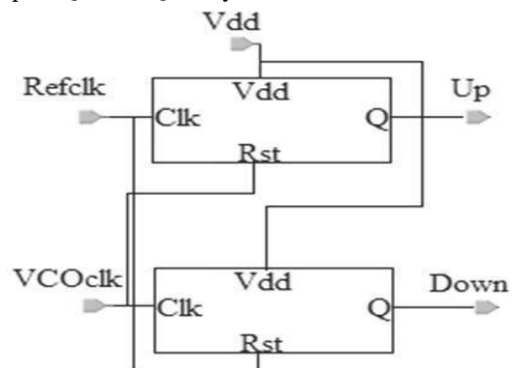 Vdd
Refclk
Vdd
Up
Clk
Q
Rst
VCOclk
Vdd
Down
Clk
Q
Rst